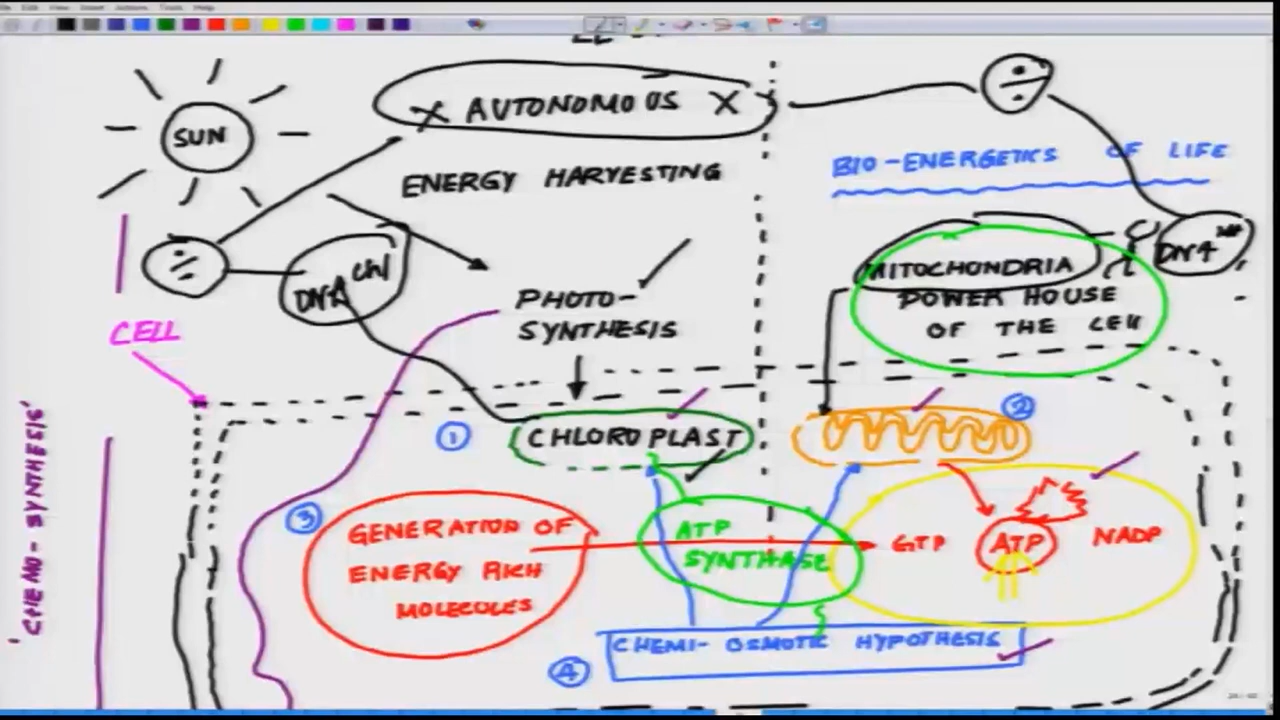 SUN
X AUTONOMOUS X
ENERGY HARVESTING
BIO-ENERGETICS OF LIFE
DNA
DNA
MITOCHONDRIA
POWER HOUSE
OF THE CELL
PHOTO-
SYNTHESIS
CELL
①
CHLOROPLAST
②
③
GENERATION OF
ENERGY RICH
MOLECULES
ATP
SYNTHASE
GTP
ATP
NADP
④
CHEMI-OSMOTIC HYPOTHESIS
'CHEMO-SYNTHESIS'